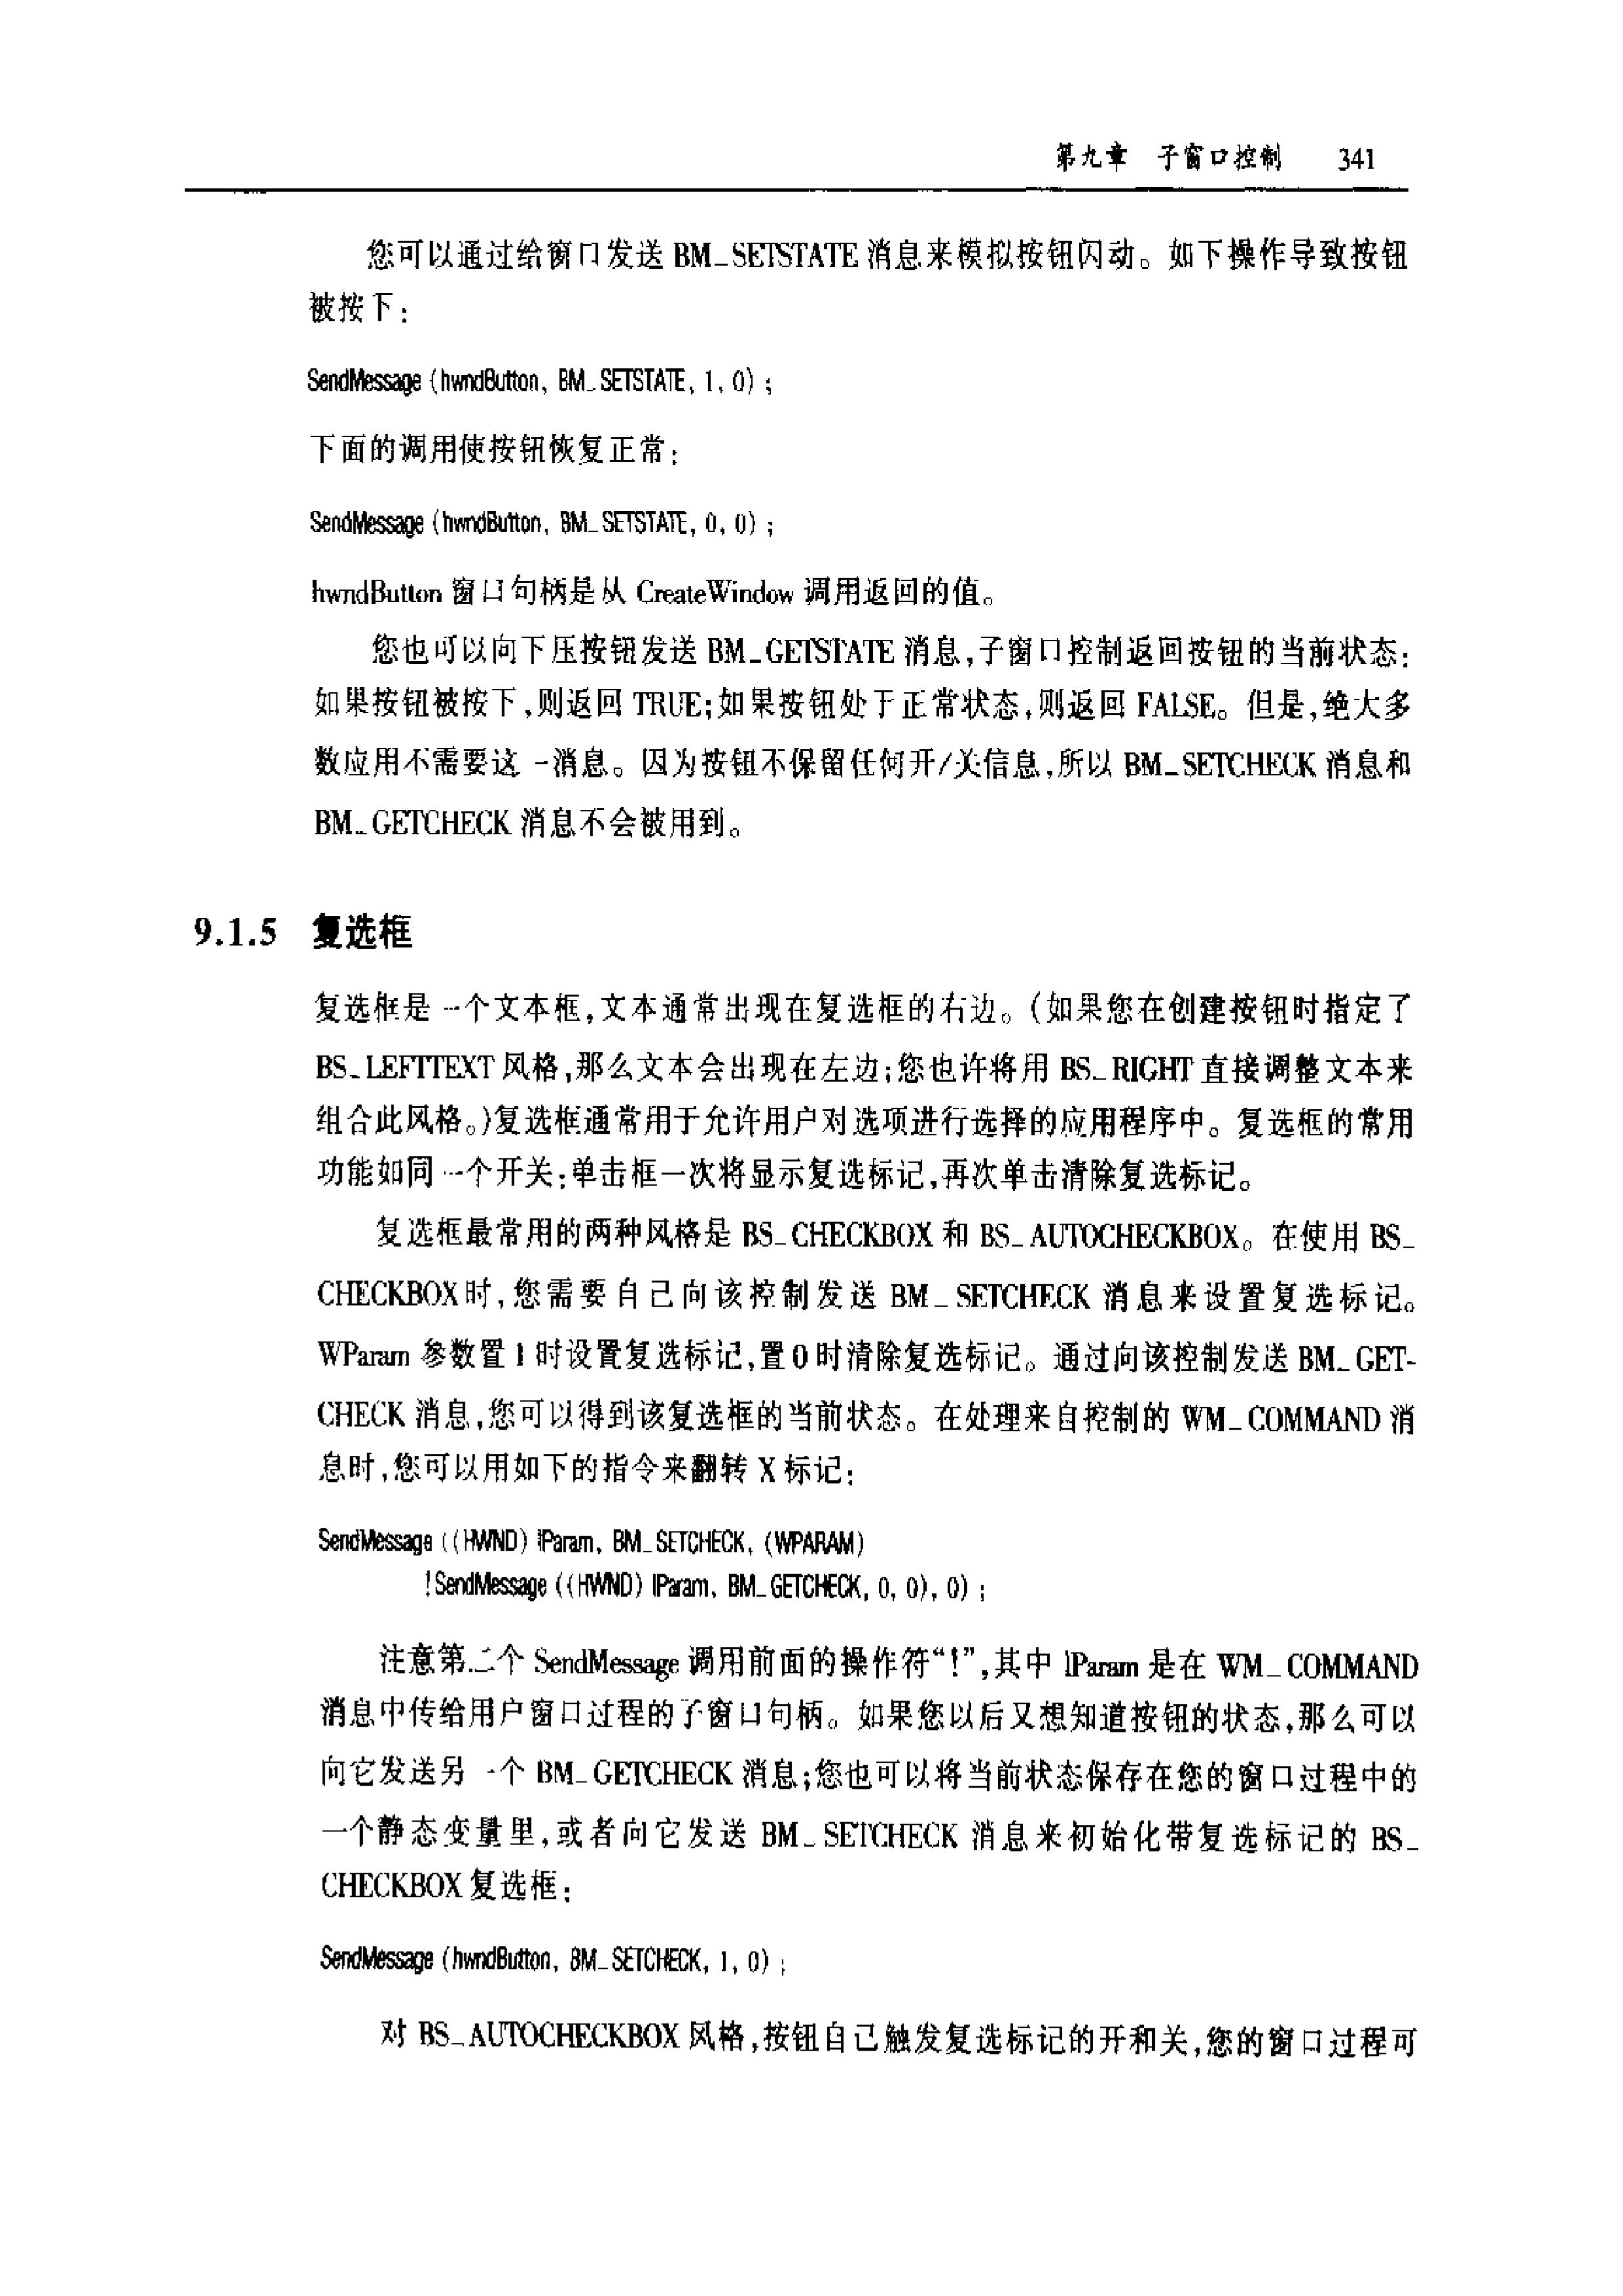 第九章 子窗口控制 341
您可以通过给窗口发送 BM_SETSTATE 消息来模拟按钮闪动。如下操作导致按钮
被按下：
SendMessage (hwndButton, BM_SETSTATE, 1, 0) ;
下面的调用使按钮恢复正常：
SendMessage (hwndButton, BM_SETSTATE, 0, 0) ;
hwndButton 窗口句柄是从 CreateWindow 调用返回的值。
您也可以向下压按钮发送 BM_GETSTATE 消息,子窗口控制返回按钮的当前状态:
如果按钮被按下,则返回 TRUE;如果按钮处于正常状态,则返回 FALSE。但是,绝大多
数应用不需要这一消息。因为按钮不保留任何开/关信息,所以 BM_SETCHECK 消息和
BM_GETCHECK 消息不会被用到。
9.1.5 复选框
复选框是一个文本框,文本通常出现在复选框的右边。(如果您在创建按钮时指定了
BS_LEFTTEXT 风格,那么文本会出现在左边;您也许将用 BS_RIGHT 直接调整文本来
组合此风格。)复选框通常用于允许用户对选项进行选择的应用程序中。复选框的常用
功能如同一个开关:单击框一次将显示复选标记,再次单击清除复选标记。
复选框最常用的两种风格是 BS_CHECKBOX 和 BS_AUTOCHECKBOX。在使用 BS_
CHECKBOX时,您需要自己向该控制发送 BM_SETCHECK 消息来设置复选标记。
WParam 参数置 1 时设置复选标记,置 0 时清除复选标记。通过向该控制发送 BM_GET-
CHECK 消息,您可以得到该复选框的当前状态。在处理来自控制的 WM_COMMAND 消
息时,您可以用如下的指令来翻转 X 标记:
SendMessage ((HWND) lParam, BM_SETCHECK, (WPARAM)
!SendMessage ((HWND) lParam, BM_GETCHECK, 0, 0), 0) ;
注意第二个 SendMessage 调用前面的操作符“!”,其中 lParam 是在 WM_COMMAND
消息中传给用户窗口过程的子窗口句柄。如果您以后又想知道按钮的状态,那么可以
向它发送另一个 BM_GETCHECK 消息;您也可以将当前状态保存在您的窗口过程中的
一个静态变量里,或者向它发送 BM_SETCHECK 消息来初始化带复选标记的 BS_
CHECKBOX 复选框:
SendMessage (hwndButton, BM_SETCHECK, 1, 0) ;
对 BS_AUTOCHECKBOX 风格,按钮自己触发复选标记的开和关,您的窗口过程可